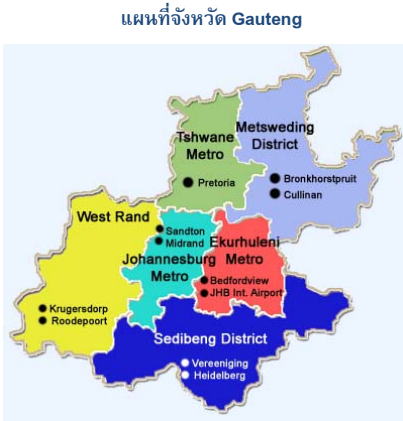 แผนที่จังหวัด Gauteng
Metsweding
District
Tshwane
Metro
Pretoria
Bronkhorstpruit
Cullinan
West Rand
Sandton
Midrand
Johannesburg
Metro
Ekurhuleni
Metro
Bedfordview
JHB Int. Airport
Krugersdorp
Roodepoort
Sedibeng District
Vereeniging
Heidelberg